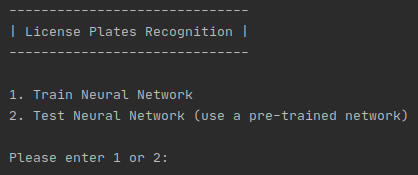 ------------------------------
| License Plates Recognition |
------------------------------
1. Train Neural Network
2. Test Neural Network (use a pre-trained network)
Please enter 1 or 2: